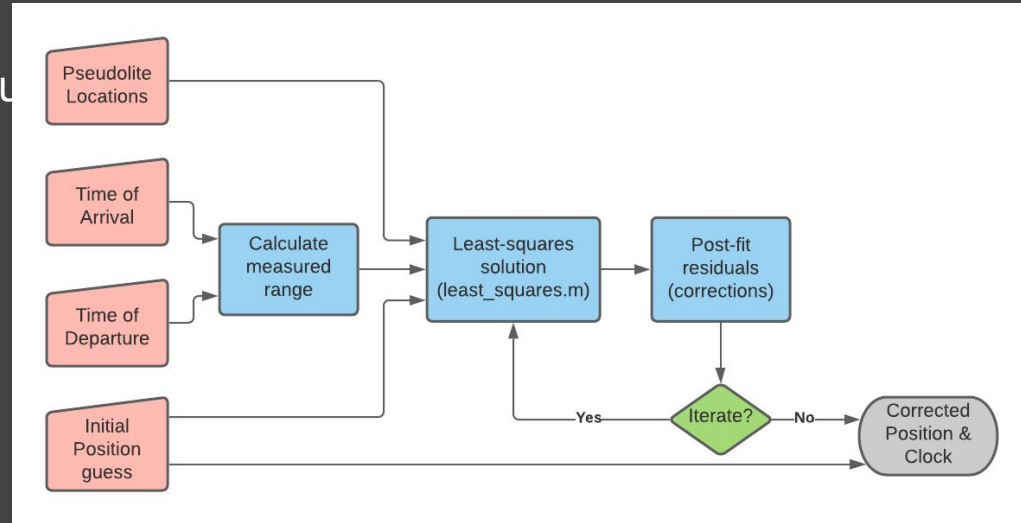 Pseudolite
Locations
Time of
Arrival
Time of
Departure
Initial
Position
guess
Calculate
measured
range
Least-squares
solution
(least_squares.m)
Post-fit
residuals
(corrections)
Iterate?
Yes
No
Corrected
Position &
Clock